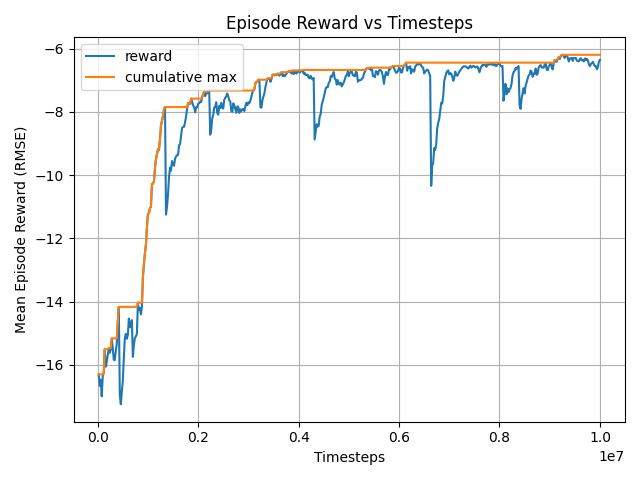 Episode Reward vs Timesteps
reward
cumulative max
Mean Episode Reward (RMSE)
−6
−8
−10
−12
−14
−16
0.0
0.2
0.4
0.6
0.8
1.0
1e7
Timesteps